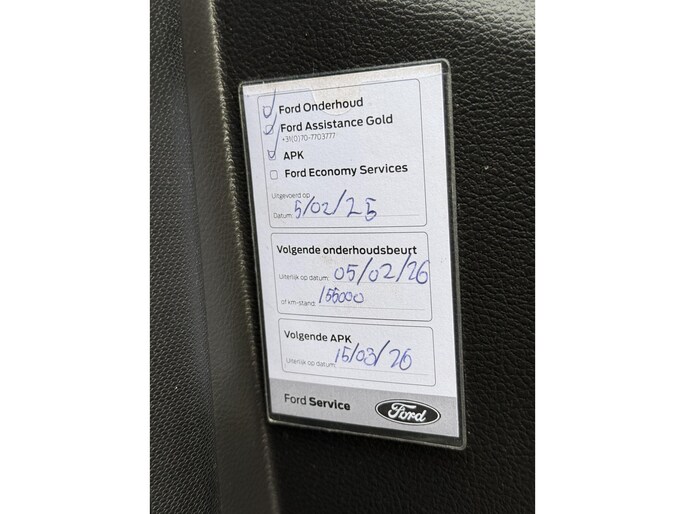 Ford Onderhoud
Ford Assistance Gold
+31(0)70-7703777
APK
Ford Economy Services
Uitgevoerd op
Datum: 5/02/25
Volgende onderhoudsbeurt
Uiterlijk op datum: 05/02/26
of km-stand: 155000
Volgende APK
Uiterlijk op datum: 15/03/26
Ford Service
Ford